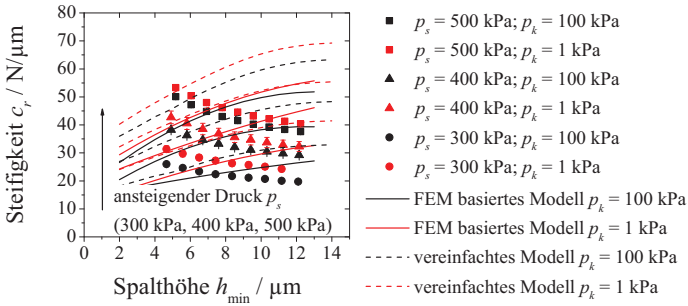 Steifigkeit c_r / N/µm
80
70
60
50
40
30
20
10
0
ansteigender Druck p_s
(300 kPa, 400 kPa, 500 kPa)
0 2 4 6 8 10 12 14
Spalthöhe h_min / µm
p_s = 500 kPa; p_k = 100 kPa
p_s = 500 kPa; p_k = 1 kPa
p_s = 400 kPa; p_k = 100 kPa
p_s = 400 kPa; p_k = 1 kPa
p_s = 300 kPa; p_k = 100 kPa
p_s = 300 kPa; p_k = 1 kPa
FEM basiertes Modell p_k = 100 kPa
FEM basiertes Modell p_k = 1 kPa
vereinfachtes Modell p_k = 100 kPa
vereinfachtes Modell p_k = 1 kPa